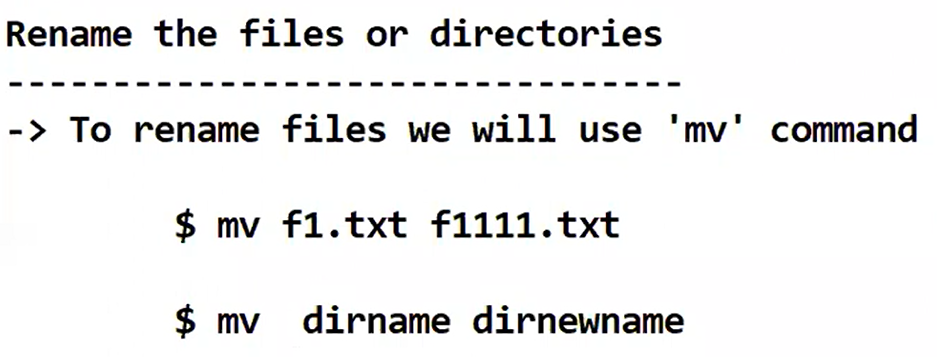 Rename the files or directories
--------------------------------
-> To rename files we will use 'mv' command
$ mv f1.txt f1111.txt
$ mv  dirname dirnewname